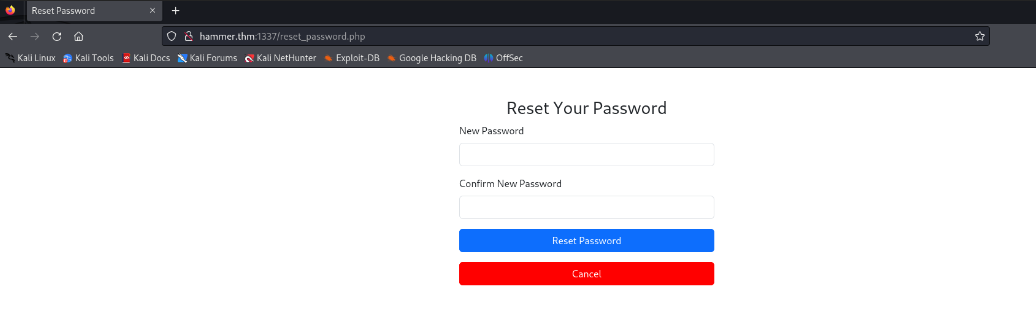 Reset Password
hammer.thm:1337/reset_password.php
Kali Linux Kali Tools Kali Docs Kali Forums Kali NetHunter Exploit-DB Google Hacking DB OffSec
Reset Your Password
New Password
Confirm New Password
Reset Password
Cancel